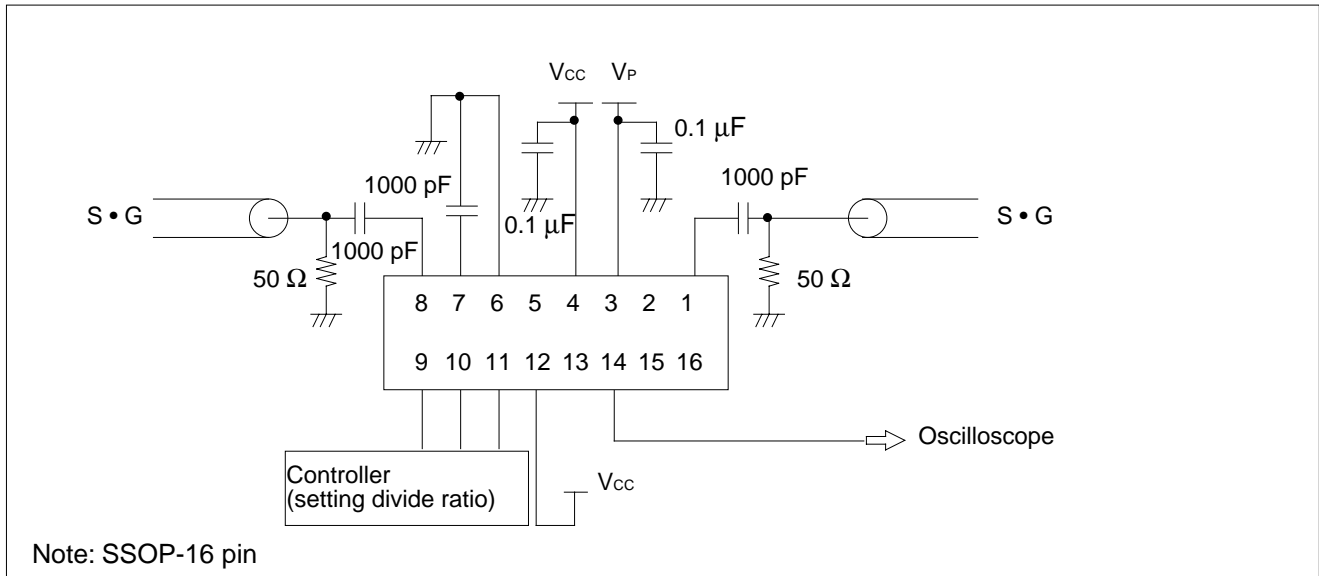 VCC VP
0.1 µF
1000 pF 1000 pF
S • G S • G
0.1 µF
1000 pF
50 Ω 50 Ω
8 7 6 5 4 3 2 1
9 10 11 12 13 14 15 16
Oscilloscope
Controller
(setting divide ratio)
VCC
Note: SSOP-16 pin